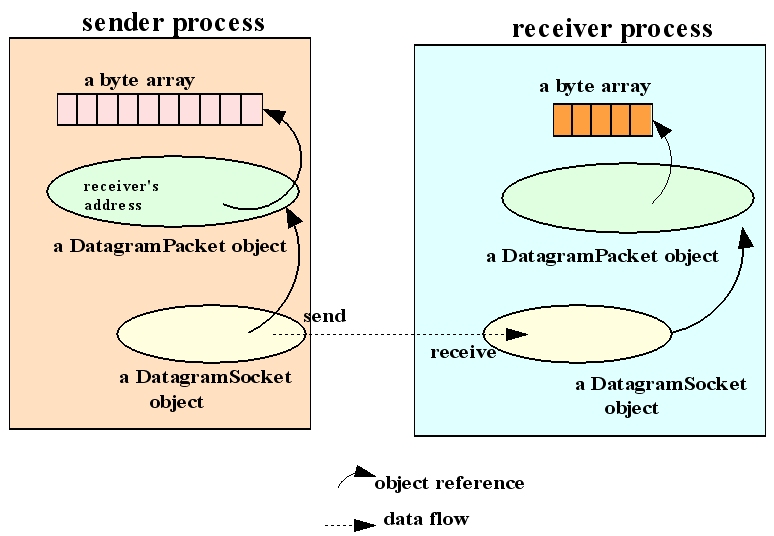 sender process
receiver process
a byte array
a byte array
receiver's
address
a DatagramPacket object
a DatagramPacket object
send
receive
a DatagramSocket
object
a DatagramSocket
object
object reference
data flow